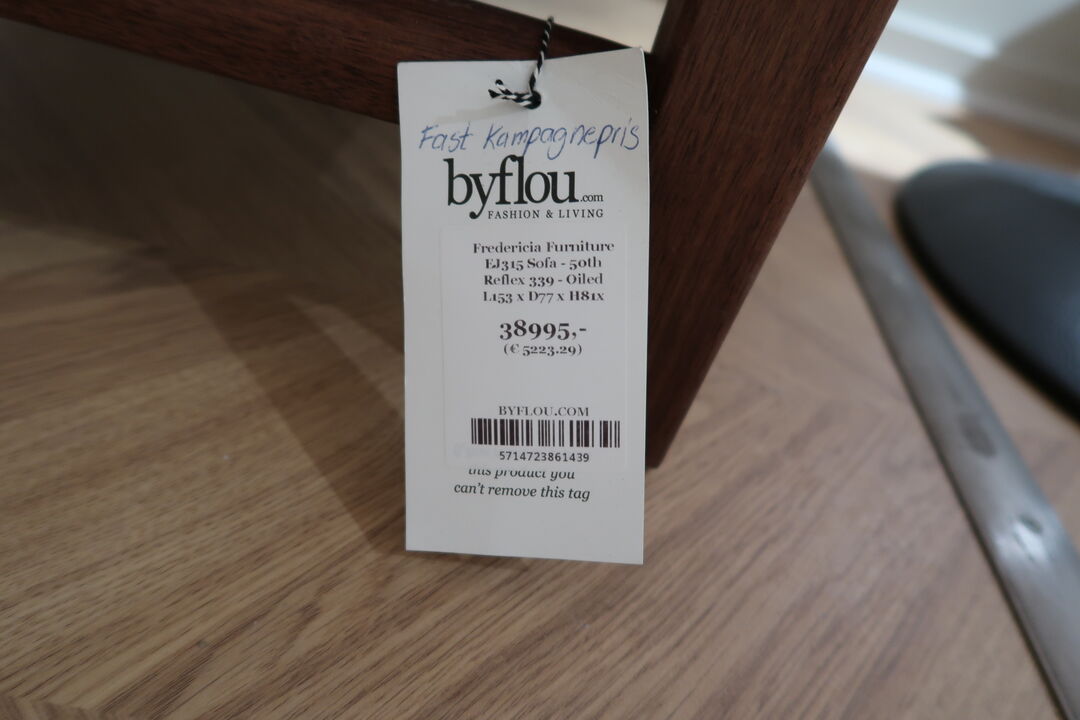 Fast Kampagnepris
byflou.com
FASHION & LIVING
Fredericia Furniture
EJ315 Sofa - 50th
Reflex 339 - Oiled
L153 x D77 x H81x
38995,-
(€ 5223.29)
BYFLOU.COM
5714723861439
this product you
can't remove this tag